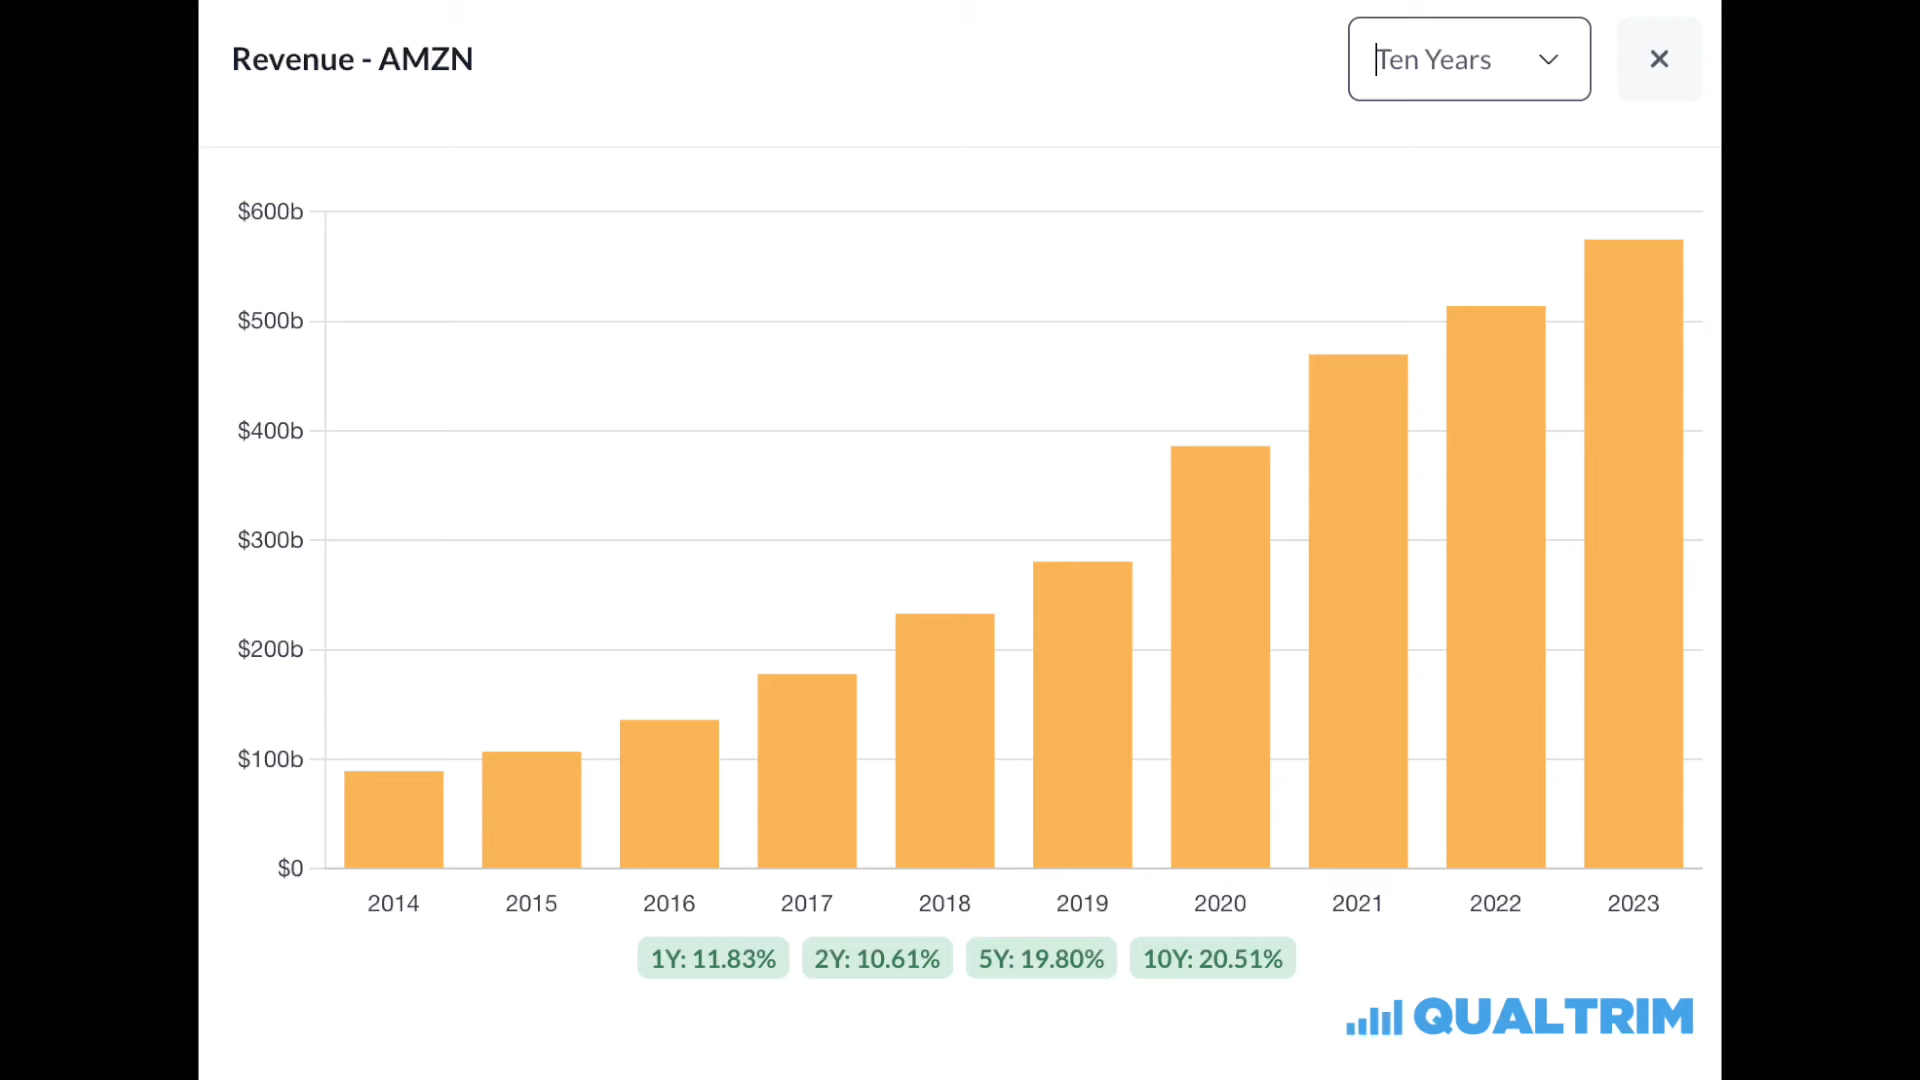 Revenue - AMZN
Ten Years
$600b
$500b
$400b
$300b
$200b
$100b
$0
2014 2015 2016 2017 2018 2019 2020 2021 2022 2023
1Y: 11.83% 2Y: 10.61% 5Y: 19.80% 10Y: 20.51%
QUALTRIM